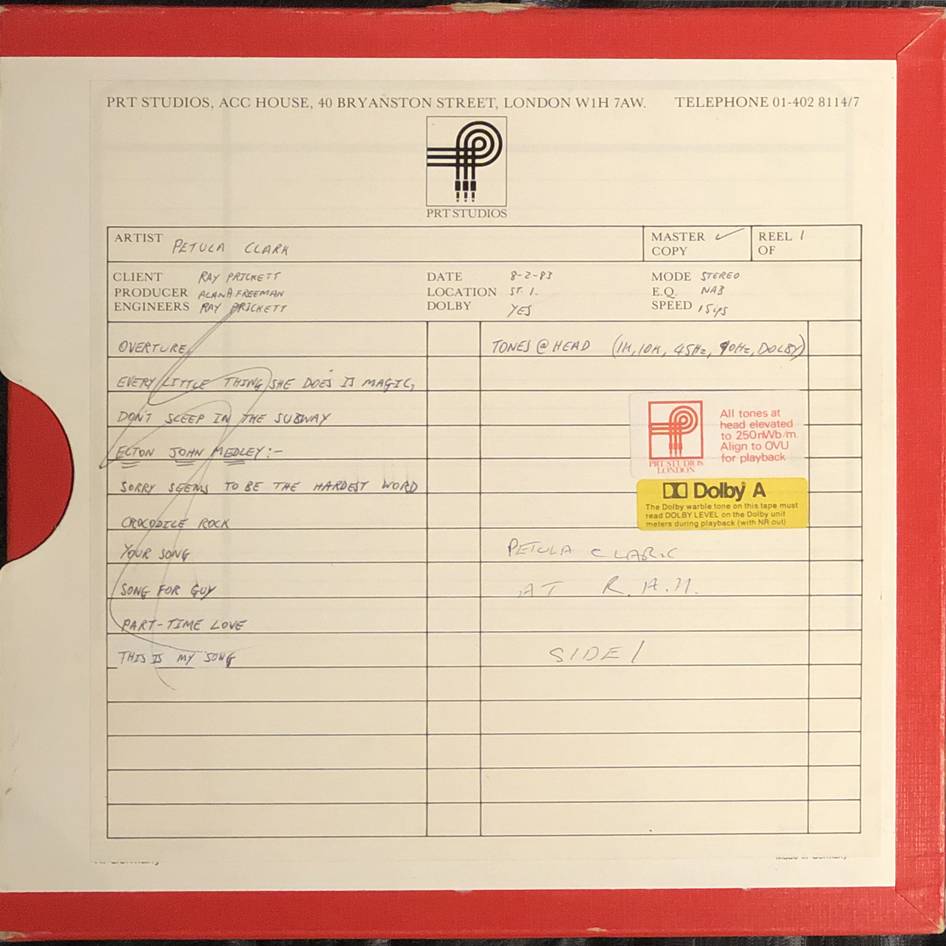 PRT STUDIOS, ACC HOUSE, 40 BRYANSTON STREET, LONDON W1H 7AW. TELEPHONE 01-402 8114/7
PRT STUDIOS
ARTIST PETULA CLARK
MASTER ✓ REEL 1
COPY OF
CLIENT RAY PRICKETT DATE 8-2-83 MODE STEREO
PRODUCER ALAN A FREEMAN LOCATION ST. 1. E.Q. NAB
ENGINEERS RAY PRICKETT DOLBY YES SPEED 15 ips
OVERTURE, TONES @ HEAD (1K, 10K, 45Hz, 90Hz, DOLBY)
EVERY LITTLE THING SHE DOES IS MAGIC,
DON'T SLEEP IN THE SUBWAY
ELTON JOHN MEDLEY:-
SORRY SEEMS TO BE THE HARDEST WORD
CROCODILE ROCK
YOUR SONG
SONG FOR GUY
PART-TIME LOVE
THIS IS MY SONG
PRT STUDIOS
LONDON
All tones at
head elevated
to 250nWb/m
Align to OVU
for playback
Dolby A
The Dolby warble tone on this tape must
read DOLBY LEVEL on the Dolby unit
meters during playback (with NR out)
PETULA CLARK
AT R.A.H.
SIDE 1